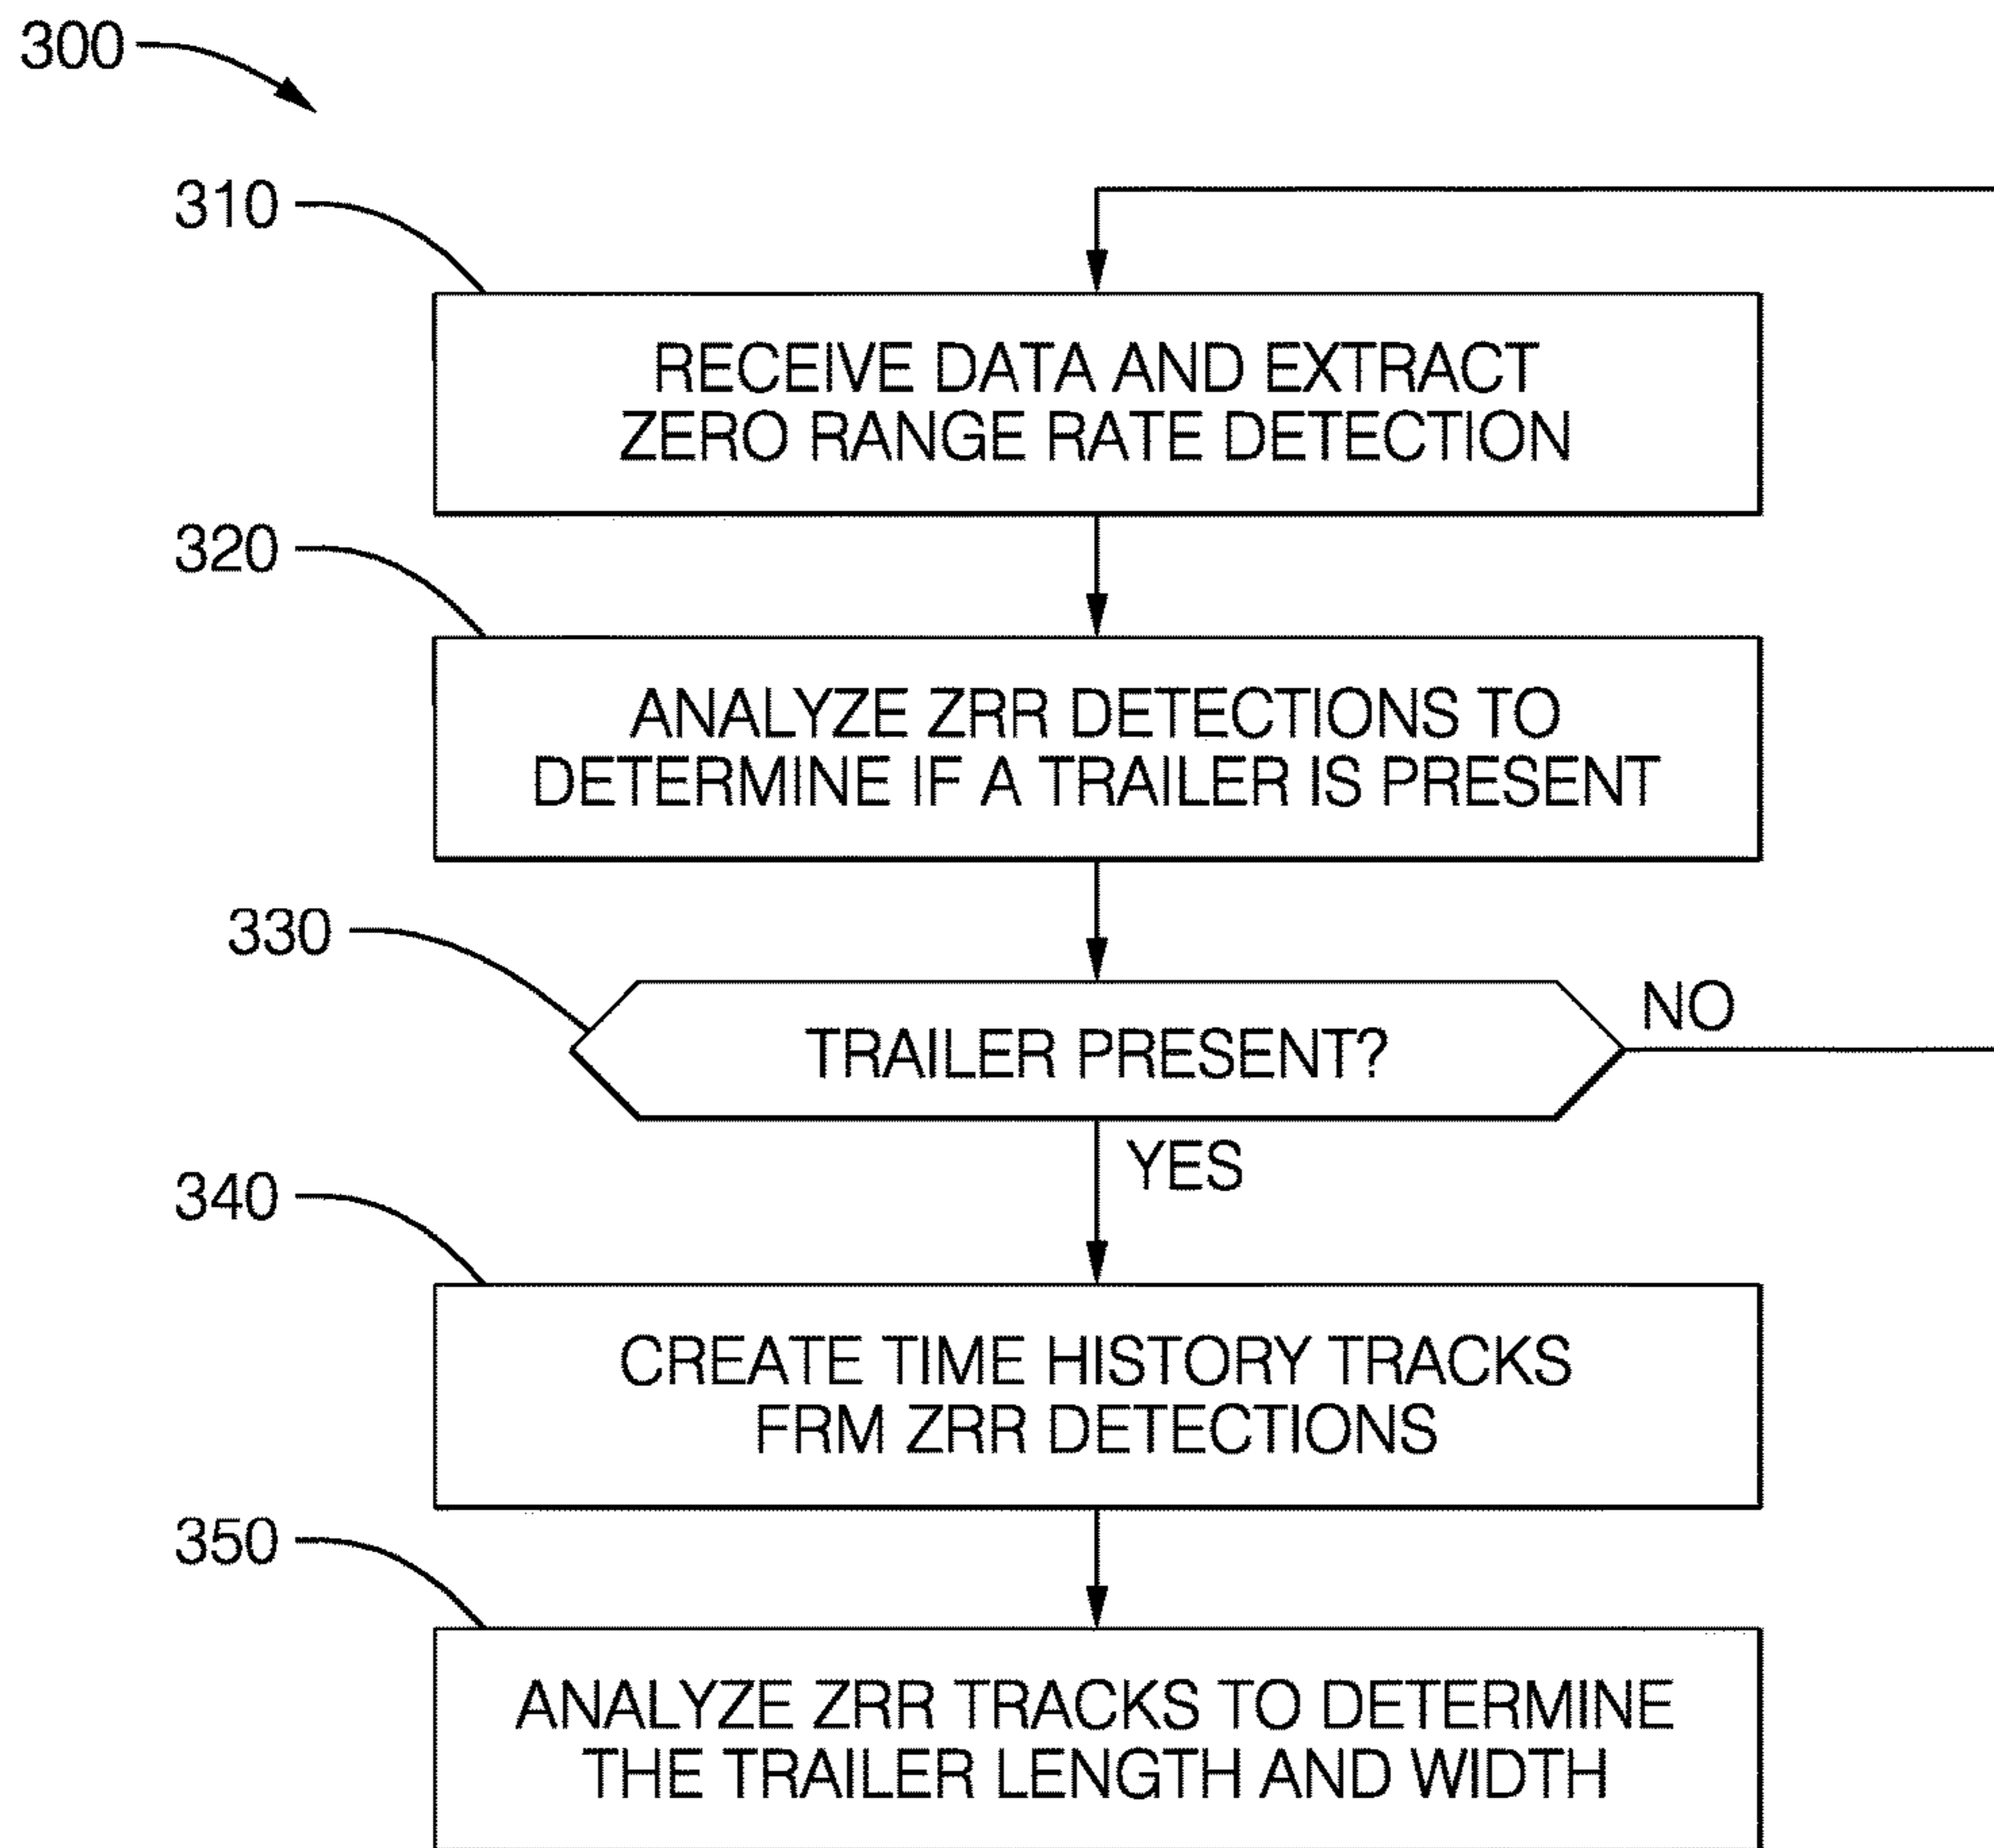 300
310
RECEIVE DATA AND EXTRACT
ZERO RANGE RATE DETECTION
320
ANALYZE ZRR DETECTIONS TO
DETERMINE IF A TRAILER IS PRESENT
330
TRAILER PRESENT?
NO
YES
340
CREATE TIME HISTORY TRACKS
FRM ZRR DETECTIONS
350
ANALYZE ZRR TRACKS TO DETERMINE
THE TRAILER LENGTH AND WIDTH